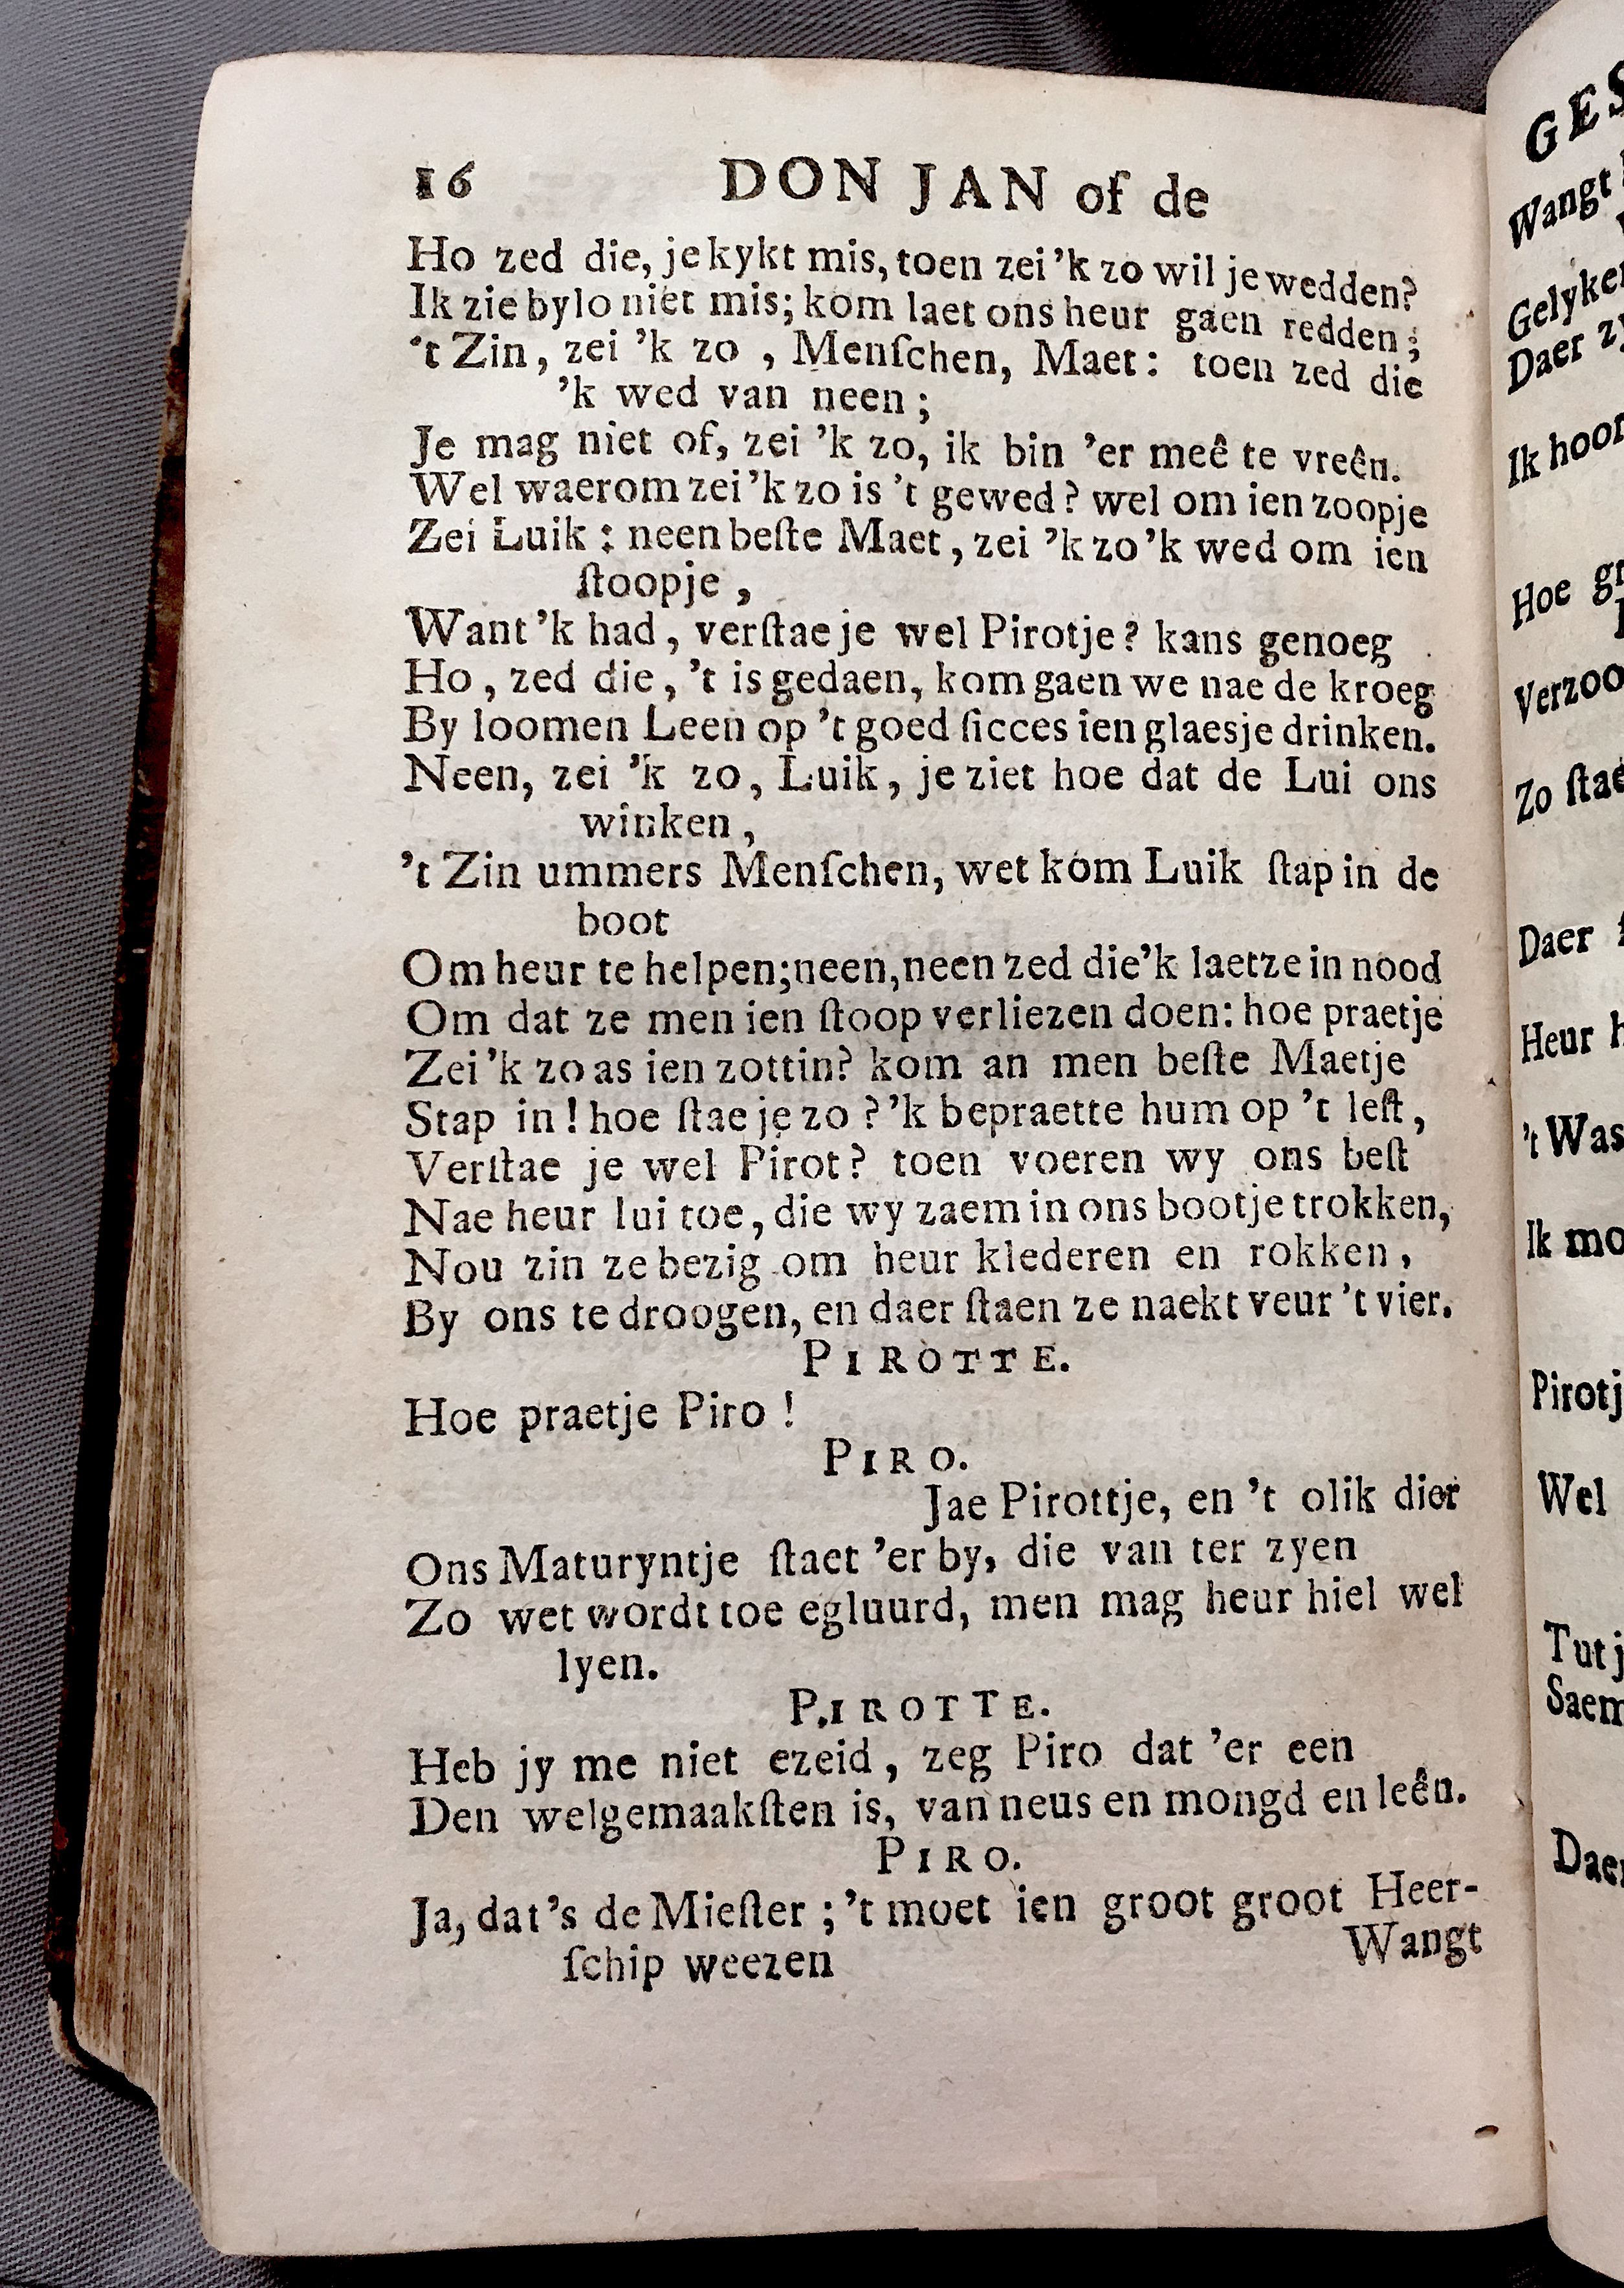 16 DON JAN of de
Ho zed die, je kykt mis, toen zei 'k zo wil je wedden?
Ik zie bylo niet mis; kom laet ons heur gaen redden;
't Zin, zei 'k zo, Menſchen, Maet: toen zed die
'k wed van neen;
Je mag niet of, zei 'k zo, ik bin 'er meê te vreên.
Wel waerom zei 'k zo is 't gewed? wel om ien zoopje
Zei Luik: neen beſte Maet, zei 'k zo 'k wed om ien
ſtoopje,
Want 'k had, verſtae je wel Pirotje? kans genoeg
Ho, zed die, 't is gedaen, kom gaen we nae de kroeg
By loomen Leen op 't goed ſicces ien glaesje drinken.
Neen, zei 'k zo, Luik, je ziet hoe dat de Lui ons
winken,
't Zin ummers Menſchen, wet kom Luik ſtap in de
boot
Om heur te helpen; neen, neen zed die 'k laet ze in nood
Om dat ze men ien ſtoop verliezen doen: hoe praetje
Zei 'k zo as ien zottin? kom an men beſte Maetje
Stap in! hoe ſtae je zo? 'k bepraette hum op 't leſt,
Verſtae je wel Pirot? toen voeren wy ons beſt
Nae heur lui toe, die wy zaem in ons bootje trokken,
Nou zin ze bezig om heur klederen en rokken,
By ons te droogen, en daer ſtaen ze naekt veur 't vier.
PIROTTE.
Hoe praetje Piro!
PIRO.
Jae Pirottje, en 't olik dier
Ons Maturyntje ſtaet 'er by, die van ter zyen
Zo wet wordt toe egluurd, men mag heur hiel wel
lyen.
PIROTTE.
Heb jy me niet ezeid, zeg Piro dat 'er een
Den welgemaakſten is, van neus en mongd en leên.
PIRO.
Ja, dat's de Mieſter; 't moet ien groot groot Heer-
ſchip weezen
Wangt
GES
Wangt
Gelyke
Daer
Ik hoor
Hoe
Verzoo
Zo ſtae
Daer
Heur
't Was
Ik mo
Pirotj
Wel
Tut j
Saem
Daer